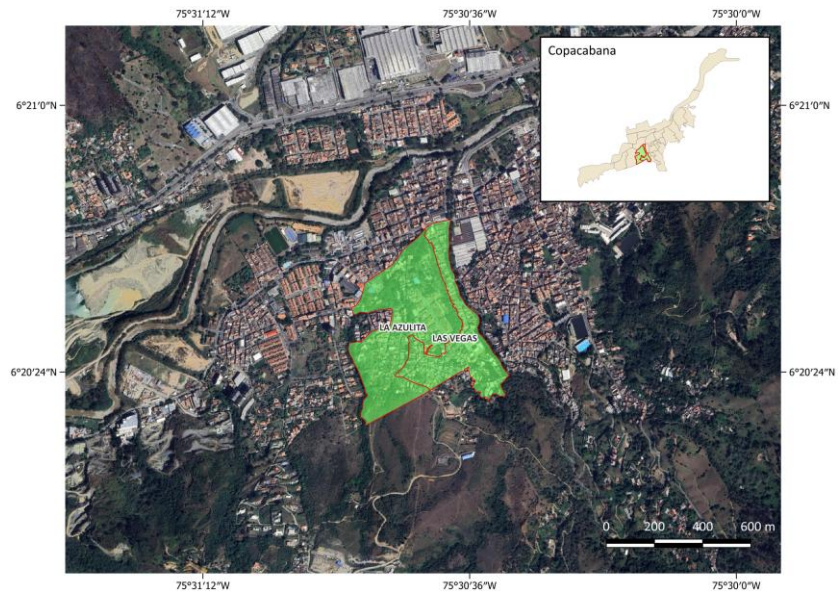 75°31'12"W 75°30'36"W 75°30'0"W
Copacabana
6°21'0"N 6°21'0"N
LA AZULITA
LAS VEGAS
6°20'24"N 6°20'24"N
0 200 400 600 m
75°31'12"W 75°30'36"W 75°30'0"W